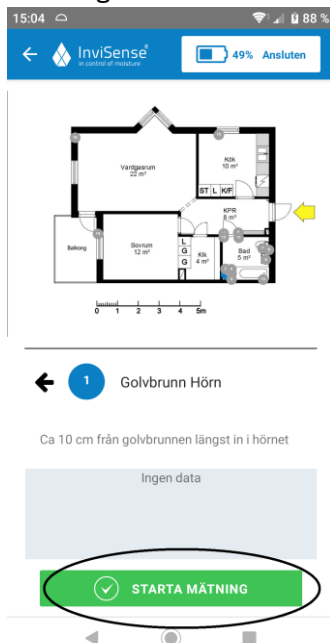 15:04
88 %
InviSense®
in control of moisture
49% Ansluten
Vardagsrum
22 m²
Kök
10 m²
ST L K/F
KPR
8 m²
Balkong
Sovrum
12 m²
L
G
G
Klk
4 m²
Bad
5 m²
0 1 2 3 4 5m
1 Golvbrunn Hörn
Ca 10 cm från golvbrunnen längst in i hörnet
Ingen data
STARTA MÄTNING